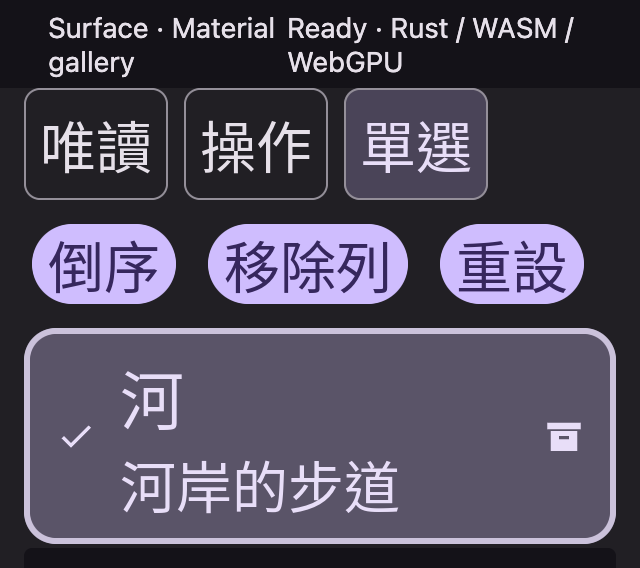 Surface · Material gallery
Ready · Rust / WASM / WebGPU
唯讀 操作 單選
倒序 移除列 重設
河
河岸的步道